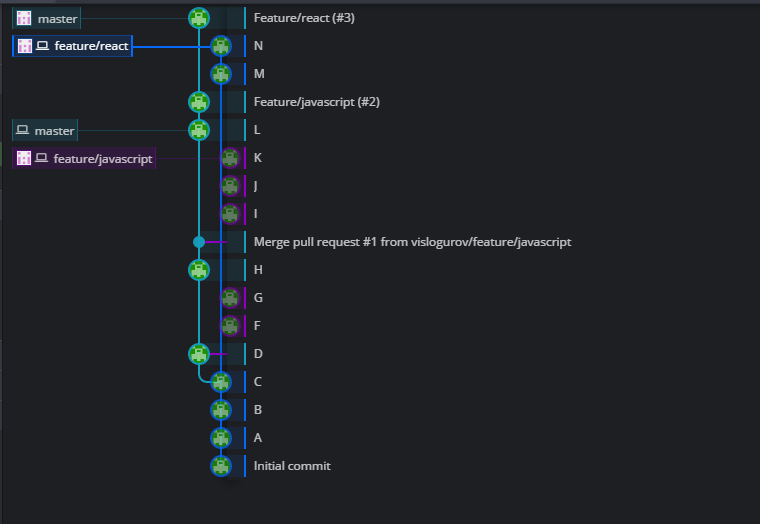 master Feature/react (#3)
feature/react N
M
Feature/javascript (#2)
master L
feature/javascript K
J
I
Merge pull request #1 from vislogurov/feature/javascript
H
G
F
D
C
B
A
Initial commit